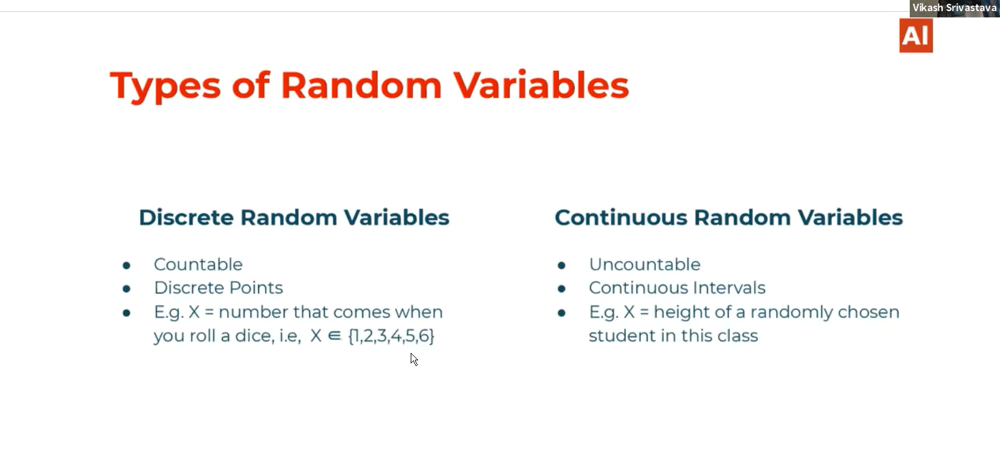 Vikash Srivastava
AI
Types of Random Variables
Discrete Random Variables
● Countable
● Discrete Points
● E.g. X = number that comes when
you roll a dice, i.e, X ∈ {1,2,3,4,5,6}
Continuous Random Variables
● Uncountable
● Continuous Intervals
● E.g. X = height of a randomly chosen
student in this class